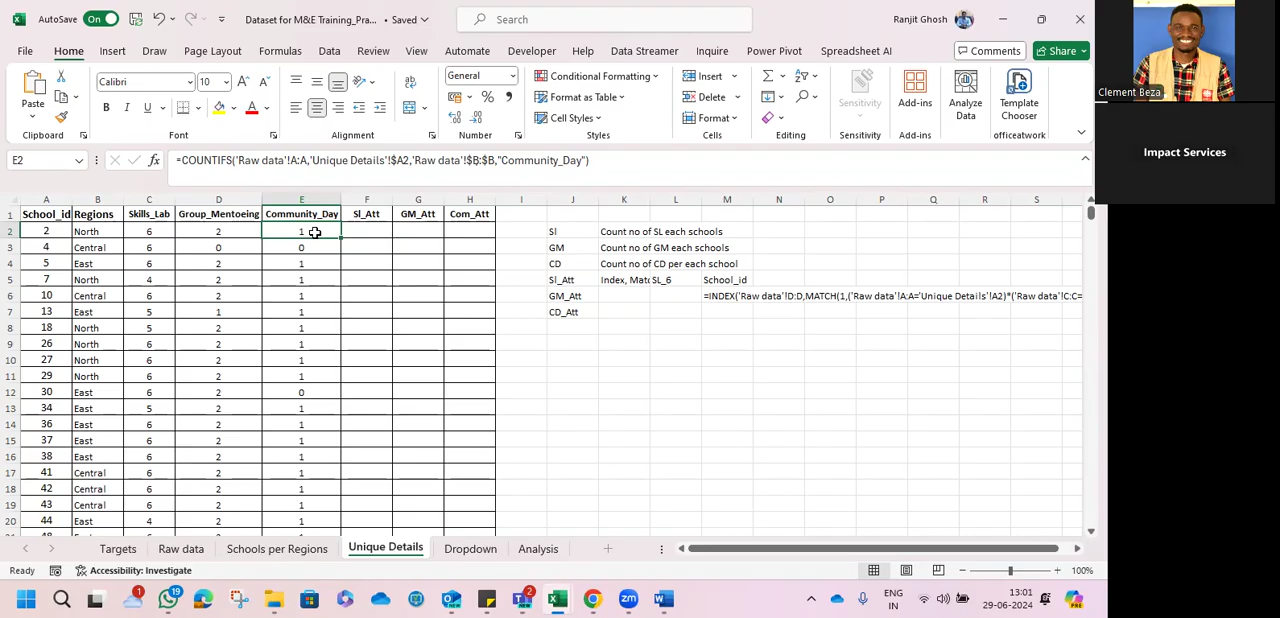 AutoSave On Dataset for M&E Training_Pra... • Saved Search Ranjit Ghosh
File Home Insert Draw Page Layout Formulas Data Review View Automate Developer Help Data Streamer Inquire Power Pivot Spreadsheet AI Comments Share
Calibri 10 General Conditional Formatting Insert
Paste Format as Table Delete Sensitivity Add-ins Analyze Data Template Chooser
B I U A % Cell Styles Format
Clipboard Font Alignment Number Styles Cells Editing Sensitivity Add-ins officeatwork
E2 fx =COUNTIFS('Raw data'!A:A,'Unique Details'!$A2,'Raw data'!$B:$B,"Community_Day")
A B C D E F G H I J K L M N O P Q R S
1 School_id Regions Skills_Lab Group_Mentoeing Community_Day Sl_Att GM_Att Com_Att
2 2 North 6 2 1 Sl Count no of SL each schools
3 4 Central 6 0 0 GM Count no of GM each schools
4 5 East 6 2 1 CD Count no of CD per each school
5 7 North 4 2 1 Sl_Att Index, Matc SL_6 School_id
6 10 Central 6 2 1 GM_Att =INDEX('Raw data'!D:D,MATCH(1,('Raw data'!A:A='Unique Details'!A2)*('Raw data'!C:C=
7 13 East 5 1 1 CD_Att
8 18 North 5 2 1
9 26 North 6 2 1
10 27 North 6 2 1
11 29 North 6 2 1
12 30 East 6 2 0
13 34 East 5 2 1
14 36 East 6 2 1
15 37 East 6 2 1
16 38 East 6 2 1
17 41 Central 6 2 1
18 42 Central 6 2 1
19 43 Central 6 2 1
20 44 East 4 2 1
Targets Raw data Schools per Regions Unique Details Dropdown Analysis
Ready Accessibility: Investigate 100%
1 19 2 ENG IN 13:01 29-06-2024
Clement Beza
Impact Services